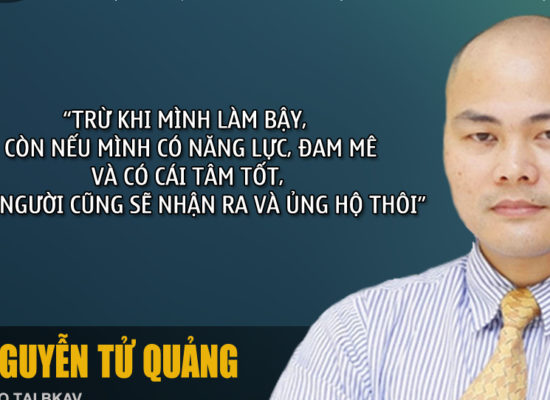 “TRỪ KHI MÌNH LÀM BẬY,
CÒN NẾU MÌNH CÓ NĂNG LỰC, ĐAM MÊ
VÀ CÓ CÁI TÂM TỐT,
NGƯỜI CŨNG SẼ NHẬN RA VÀ ỦNG HỘ THÔI”
GUYỄN TỬ QUẢNG
O TẠI BKAV